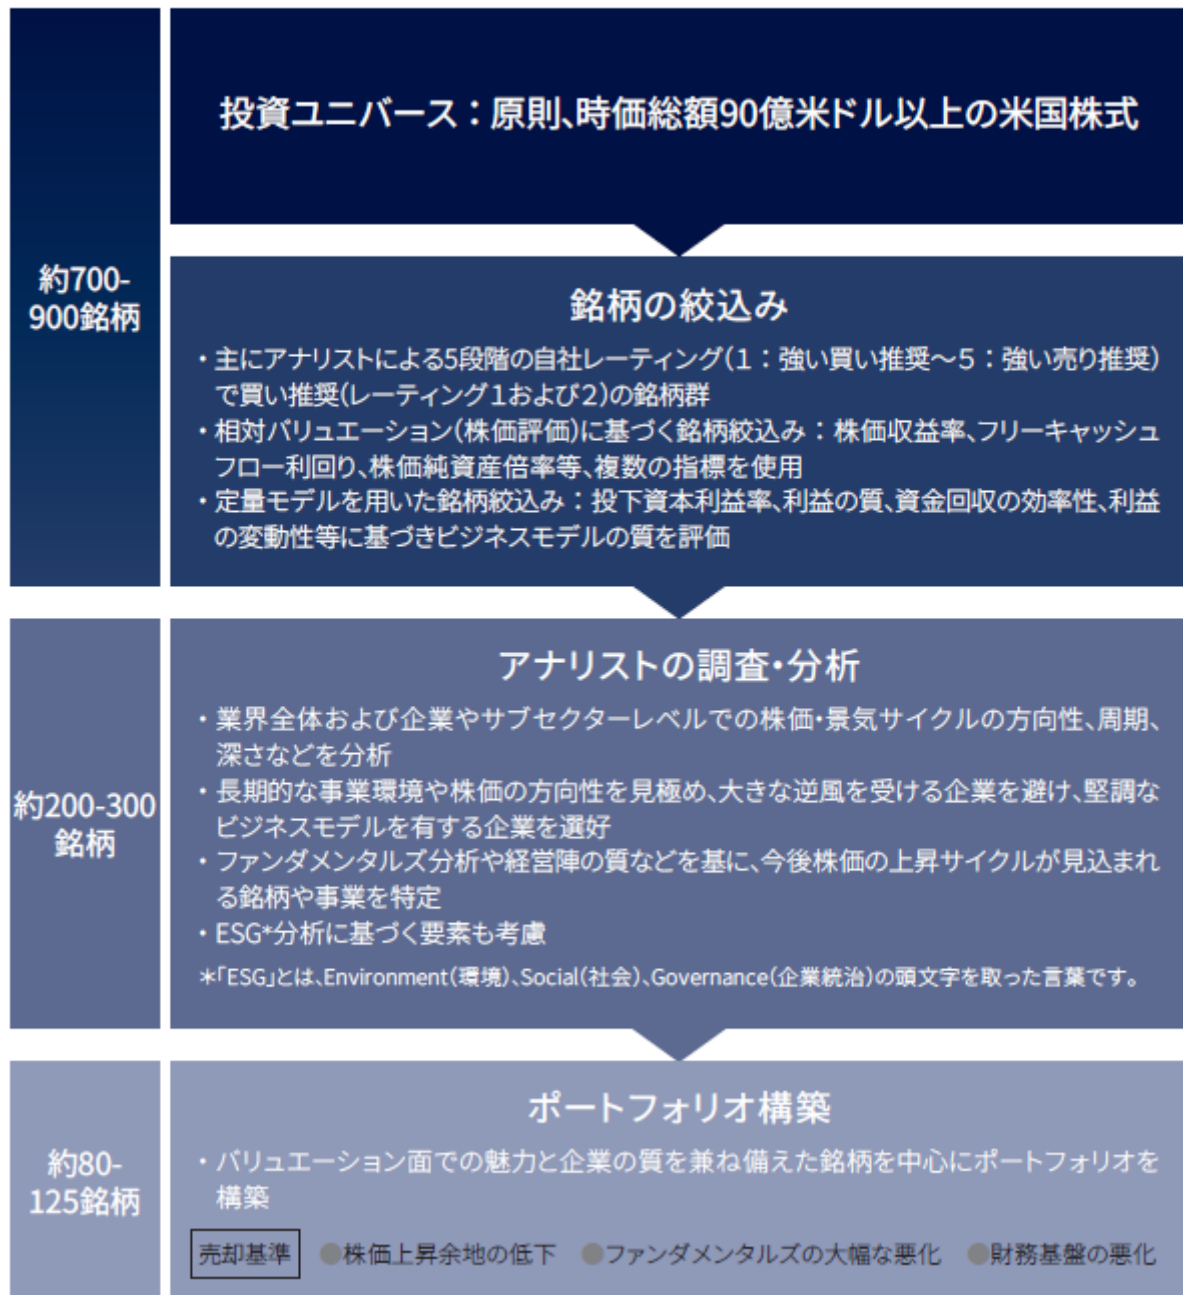 投資ユニバース：原則、時価総額90億米ドル以上の米国株式
約700-
900銘柄
銘柄の絞込み
・主にアナリストによる5段階の自社レーティング(１：強い買い推奨～５：強い売り推奨)
で買い推奨(レーティング１および２)の銘柄群
・相対バリュエーション(株価評価)に基づく銘柄絞込み：株価収益率、フリーキャッシュ
フロー利回り、株価純資産倍率等、複数の指標を使用
・定量モデルを用いた銘柄絞込み：投下資本利益率、利益の質、資金回収の効率性、利益
の変動性等に基づきビジネスモデルの質を評価
約200-300
銘柄
アナリストの調査・分析
・業界全体および企業やサブセクターレベルでの株価・景気サイクルの方向性、周期、
深さなどを分析
・長期的な事業環境や株価の方向性を見極め、大きな逆風を受ける企業を避け、堅調な
ビジネスモデルを有する企業を選好
・ファンダメンタルズ分析や経営陣の質などを基に、今後株価の上昇サイクルが見込まれ
る銘柄や事業を特定
・ESG*分析に基づく要素も考慮
＊「ESG」とは、Environment(環境)、Social(社会)、Governance(企業統治)の頭文字を取った言葉です。
約80-
125銘柄
ポートフォリオ構築
・バリュエーション面での魅力と企業の質を兼ね備えた銘柄を中心にポートフォリオを
構築
売却基準 ●株価上昇余地の低下 ●ファンダメンタルズの大幅な悪化 ●財務基盤の悪化